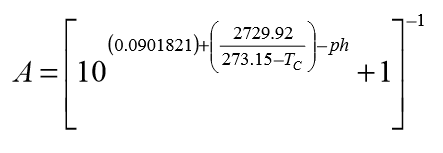 A = [10^((0.0901821)+(2729.92/(273.15–T_C))–ph) + 1]^–1